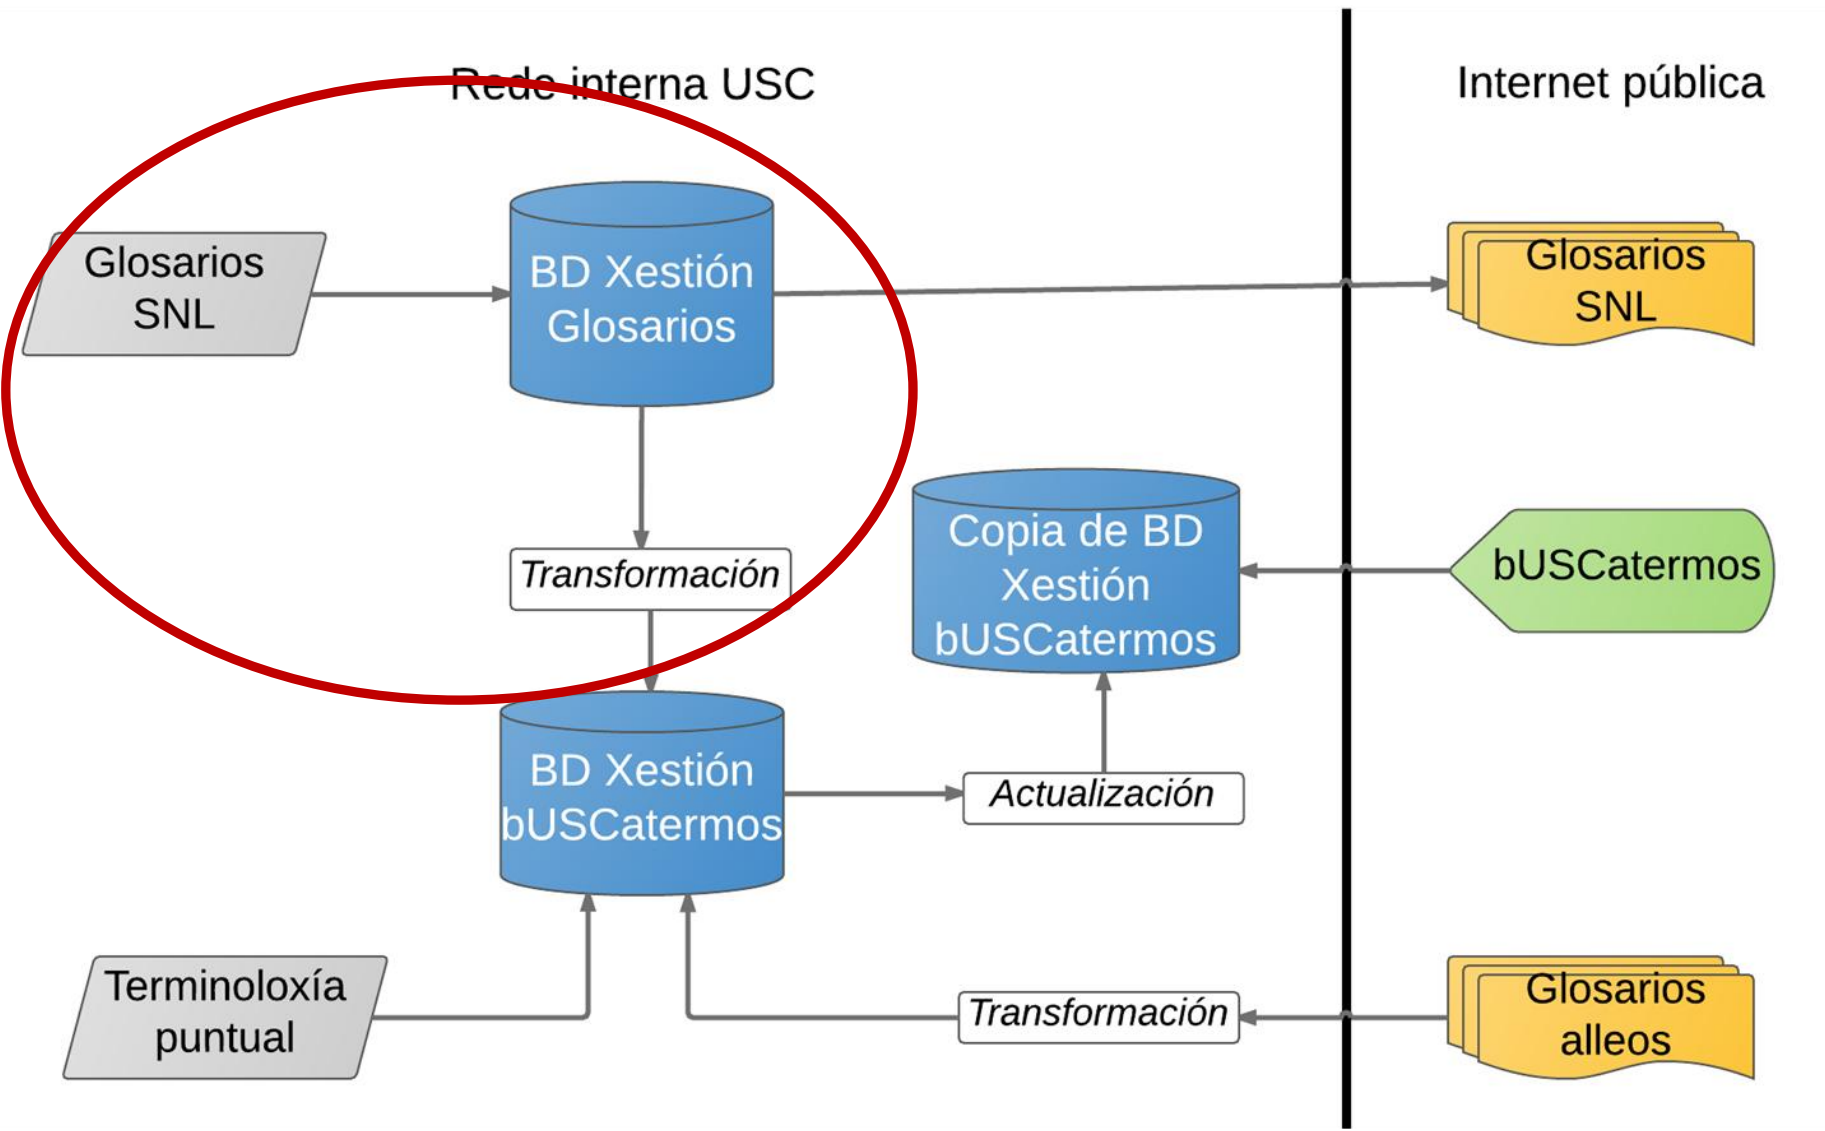 Rede interna USC
Internet pública
Glosarios
SNL
BD Xestión
Glosarios
Glosarios
SNL
Transformación
Copia de BD
Xestión
bUSCatermos
bUSCatermos
BD Xestión
bUSCatermos
Actualización
Terminoloxía
puntual
Transformación
Glosarios
alleos